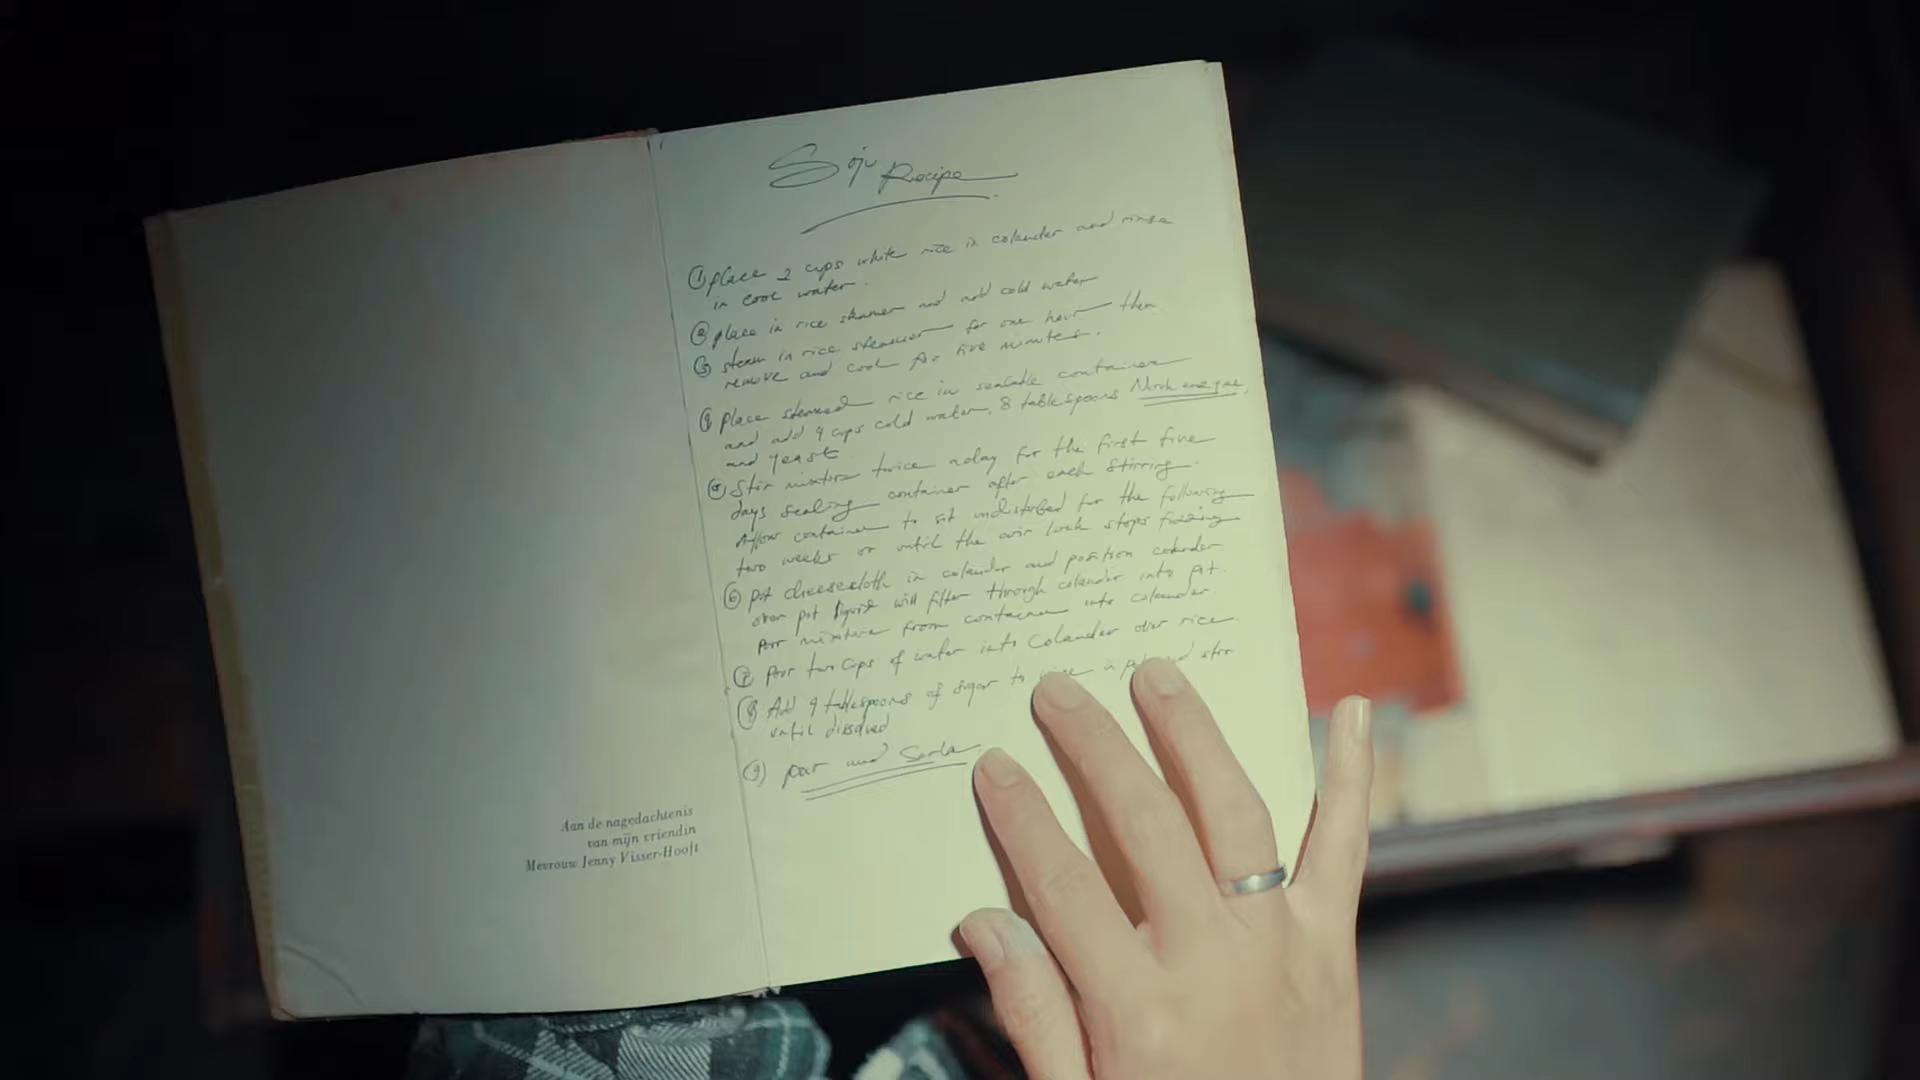 Aan de nagedachtenis
van mijn vriendin
Mevrouw Jenny Visser-Hooft
Soju Recipe
① place 2 cups white rice in colander and rinse
in cool water.
② place in rice steamer and add cold water
③ steam in rice steamer for one hour then
remove and cool for five minutes.
④ Place steamed rice in sealable container
and add 4 cups cold water, 8 tablespoons Nuruk enzyme,
and yeast.
⑤ Stir mixture twice a day for the first five
days sealing container after each stirring.
Allow container to sit undisturbed for the following
two weeks or until the air lock stops fizzing
⑥ put cheesecloth in colander and position colander
over pot liquid will filter through colander into pot.
Poor mixture from container into colander.
⑦ Poor two cups of water into Colander over rice.
⑧ Add 9 tablespoons of sugar to in and stir
until dissolved
⑨ pour and